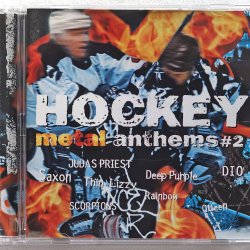 HOCKEY
metal anthems #2
JUDAS PRIEST
Saxon Thin Lizzy Deep Purple DIO
Rainbow
SCORPIONS Queen